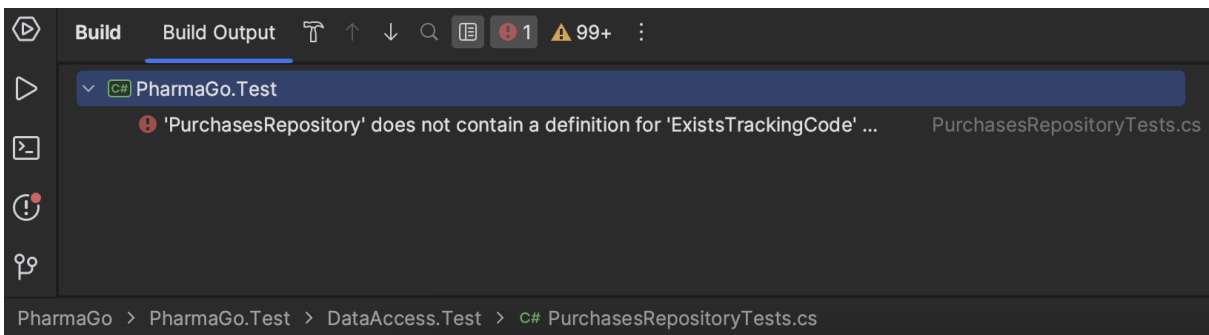 Build Build Output 1 99+
C# PharmaGo.Test
'PurchasesRepository' does not contain a definition for 'ExistsTrackingCode' ... PurchasesRepositoryTests.cs
PharmaGo > PharmaGo.Test > DataAccess.Test > C# PurchasesRepositoryTests.cs